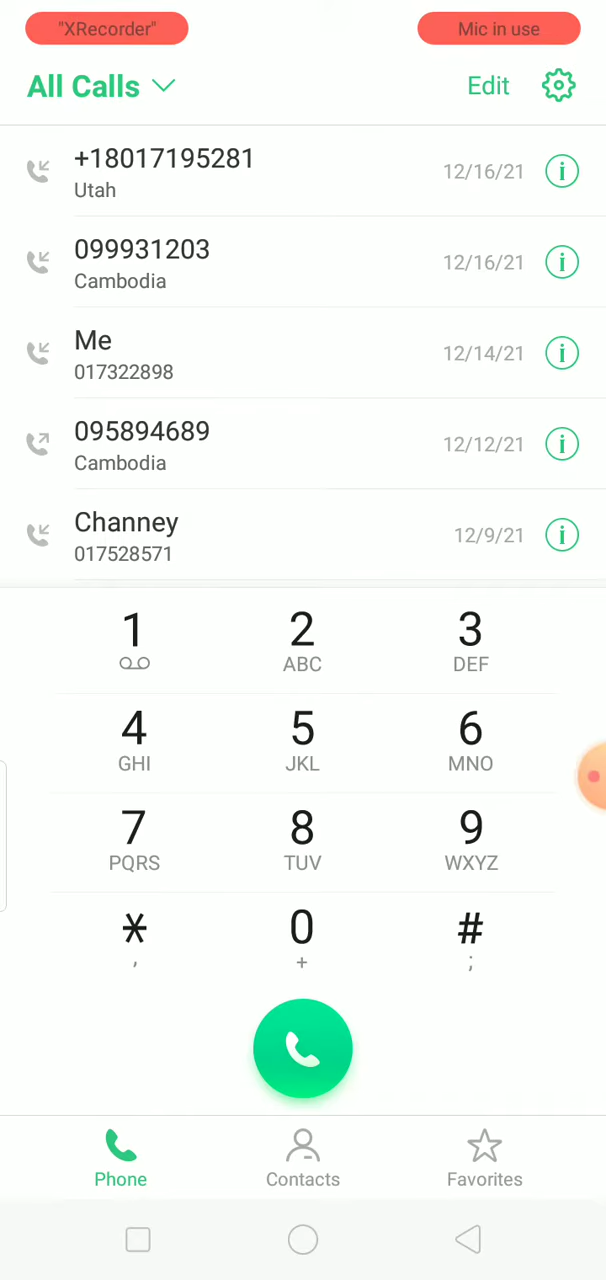 "XRecorder" Mic in use
All Calls Edit
+18017195281 12/16/21
Utah
099931203 12/16/21
Cambodia
Me 12/14/21
017322898
095894689 12/12/21
Cambodia
Channey 12/9/21
017528571
1 2 3
ABC DEF
4 5 6
GHI JKL MNO
7 8 9
PQRS TUV WXYZ
* 0 #
, + ;
Phone Contacts Favorites